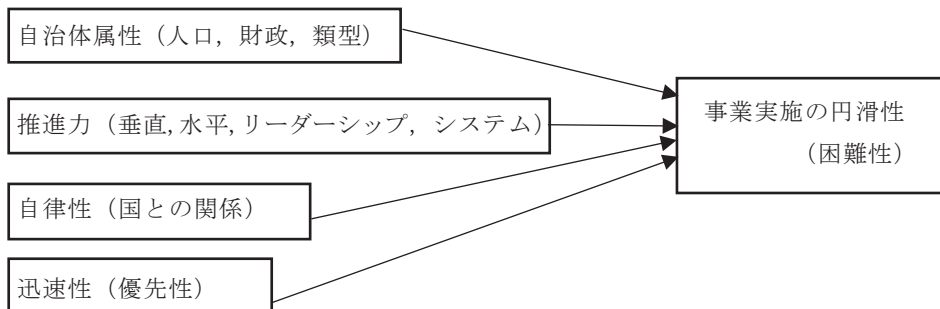 自治体属性（人口，財政，類型）
推進力（垂直，水平，リーダーシップ，システム）
自律性（国との関係）
迅速性（優先性）
事業実施の円滑性
（困難性）